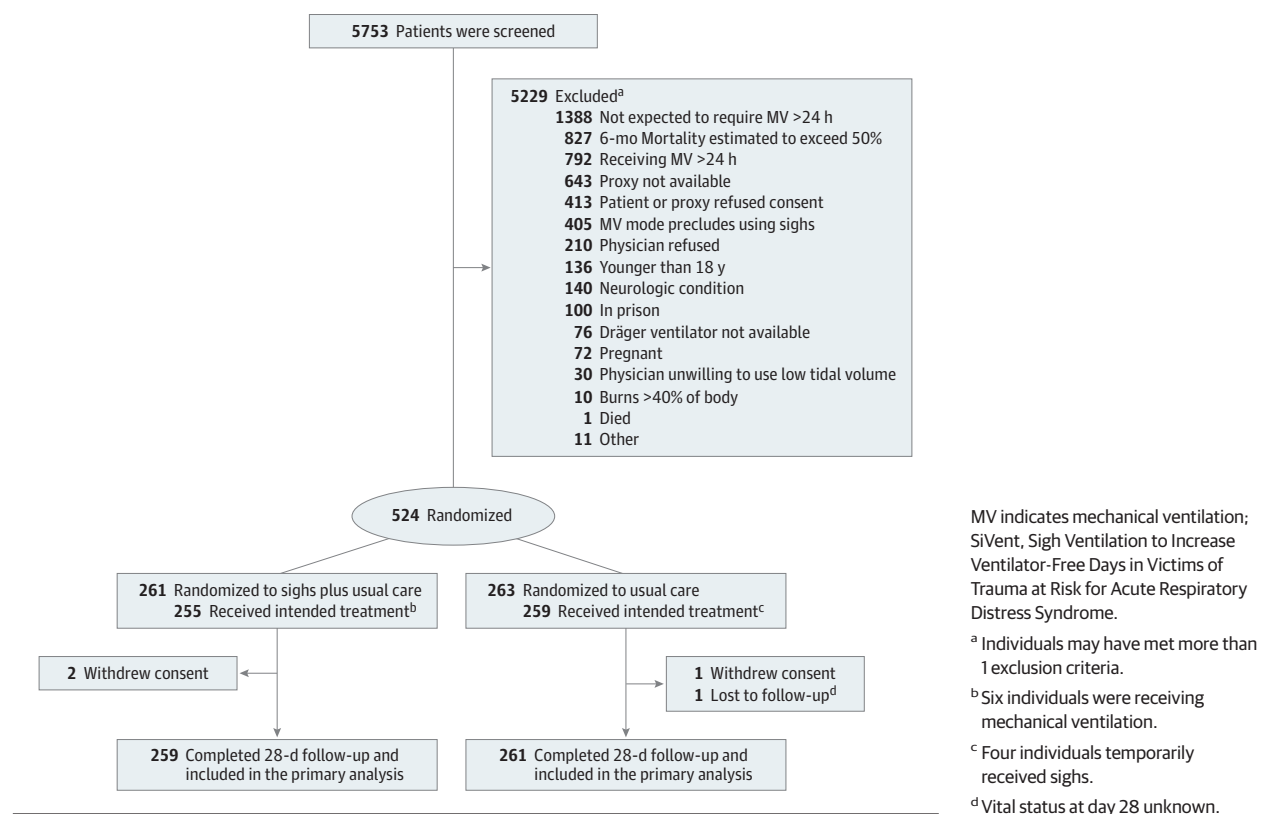 5753 Patients were screened
5229 Excludedᵃ
1388 Not expected to require MV >24 h
827 6-mo Mortality estimated to exceed 50%
792 Receiving MV >24 h
643 Proxy not available
413 Patient or proxy refused consent
405 MV mode precludes using sighs
210 Physician refused
136 Younger than 18 y
140 Neurologic condition
100 In prison
76 Dräger ventilator not available
72 Pregnant
30 Physician unwilling to use low tidal volume
10 Burns >40% of body
1 Died
11 Other
524 Randomized
261 Randomized to sighs plus usual care
255 Received intended treatmentᵇ
263 Randomized to usual care
259 Received intended treatmentᶜ
2 Withdrew consent
1 Withdrew consent
1 Lost to follow-upᵈ
259 Completed 28-d follow-up and
included in the primary analysis
261 Completed 28-d follow-up and
included in the primary analysis
MV indicates mechanical ventilation;
SiVent, Sigh Ventilation to Increase
Ventilator-Free Days in Victims of
Trauma at Risk for Acute Respiratory
Distress Syndrome.
ᵃ Individuals may have met more than
1 exclusion criteria.
ᵇ Six individuals were receiving
mechanical ventilation.
ᶜ Four individuals temporarily
received sighs.
ᵈ Vital status at day 28 unknown.